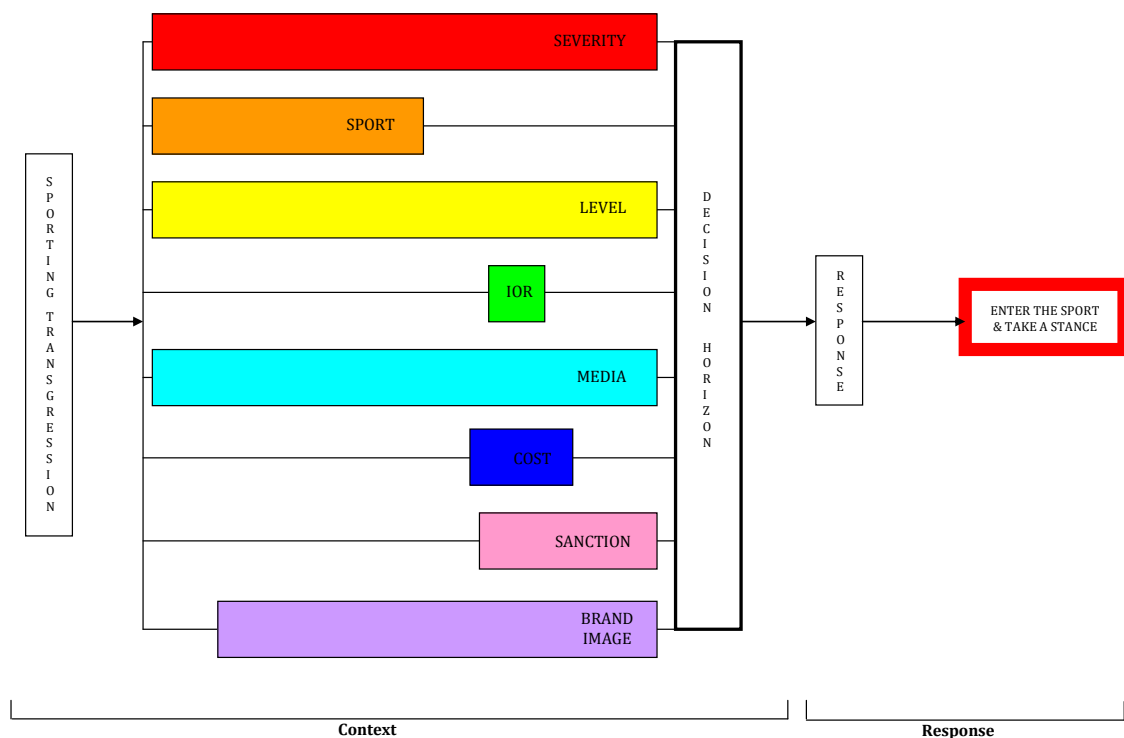 SPORTING TRANSGRESSION
SEVERITY
SPORT
LEVEL
IOR
MEDIA
COST
SANCTION
BRAND
IMAGE
DECISION HORIZON
RESPONSE
ENTER THE SPORT
& TAKE A STANCE
Context
Response